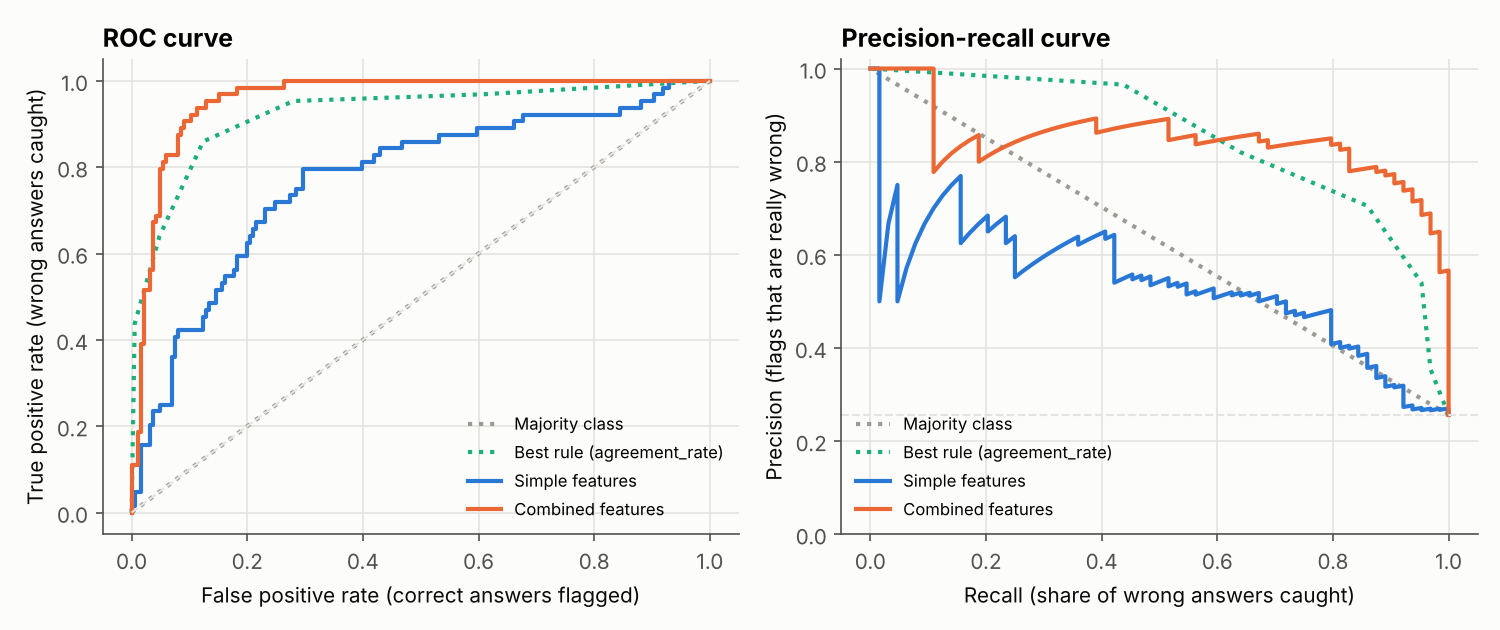 ROC curve
True positive rate (wrong answers caught)
1.0
0.8
0.6
0.4
0.2
0.0
Majority class
Best rule (agreement_rate)
Simple features
Combined features
0.0 0.2 0.4 0.6 0.8 1.0
False positive rate (correct answers flagged)
Precision-recall curve
Precision (flags that are really wrong)
1.0
0.8
0.6
0.4
0.2
0.0
Majority class
Best rule (agreement_rate)
Simple features
Combined features
0.0 0.2 0.4 0.6 0.8 1.0
Recall (share of wrong answers caught)